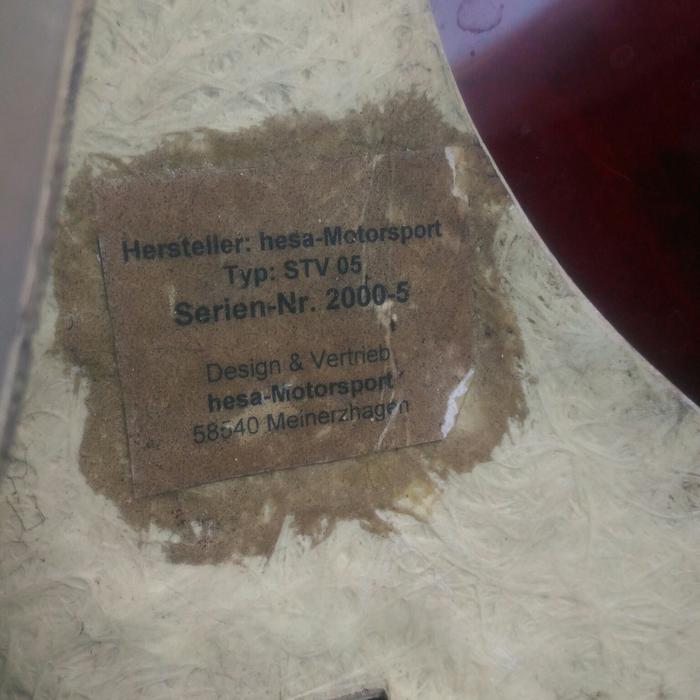 Hersteller: hesa-Motorsport
Typ: STV 05
Serien-Nr. 2000-5
Design & Vertrieb
hesa-Motorsport
58540 Meinerzhagen